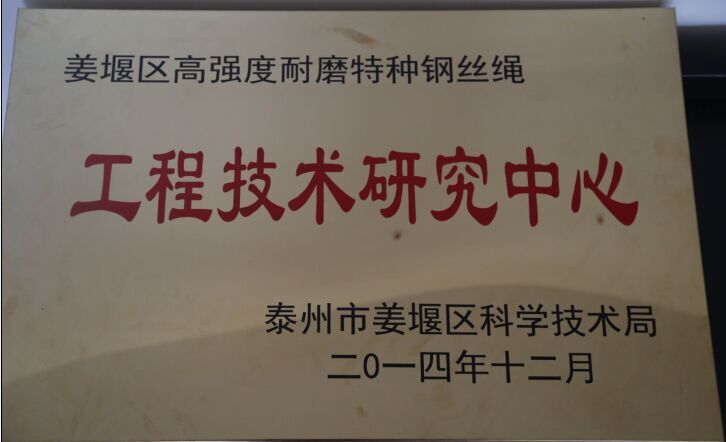 姜堰区高强度耐磨特种钢丝绳
工程技术研究中心
泰州市姜堰区科学技术局
二0一四年十二月